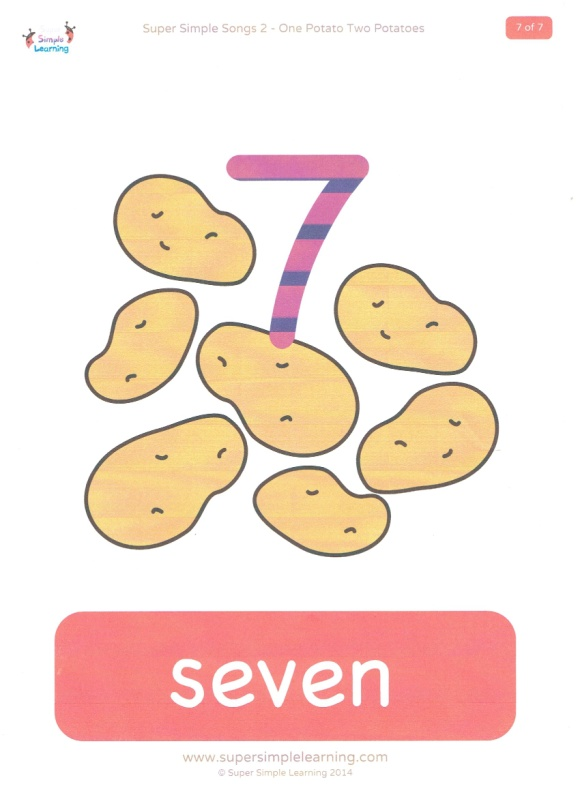 Super Simple Learning
Super Simple Songs 2 - One Potato Two Potatoes
7 of 7
7
seven
www.supersimplelearning.com
© Super Simple Learning 2014